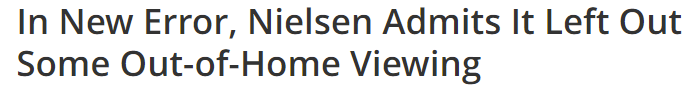 In New Error, Nielsen Admits It Left Out
Some Out-of-Home Viewing